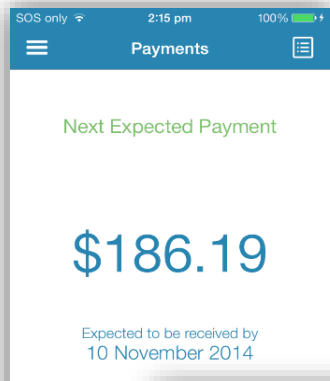 SOS only 2:15 pm 100%
Payments
Next Expected Payment
$186.19
Expected to be received by
10 November 2014